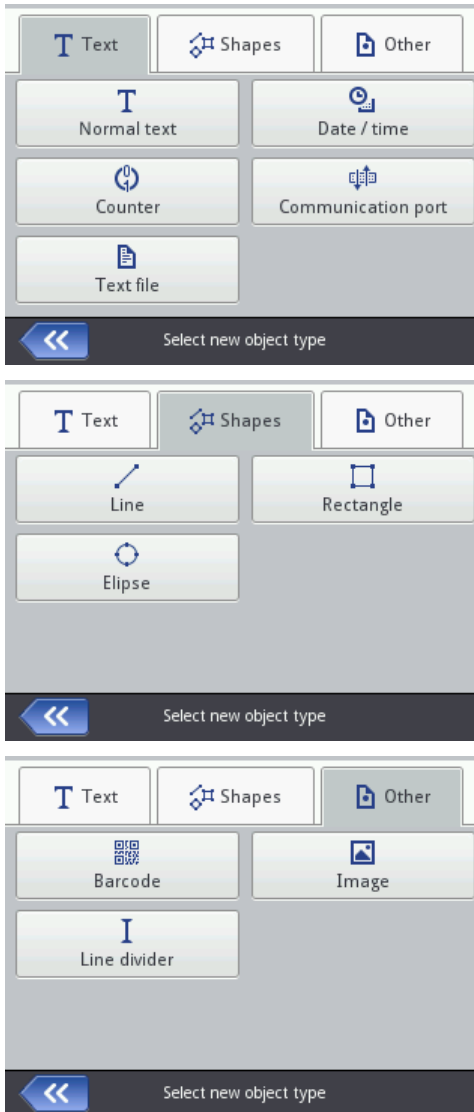 Text Shapes Other
Normal text Date / time
Counter Communication port
Text file
Select new object type
Text Shapes Other
Line Rectangle
Elipse
Select new object type
Text Shapes Other
Barcode Image
Line divider
Select new object type